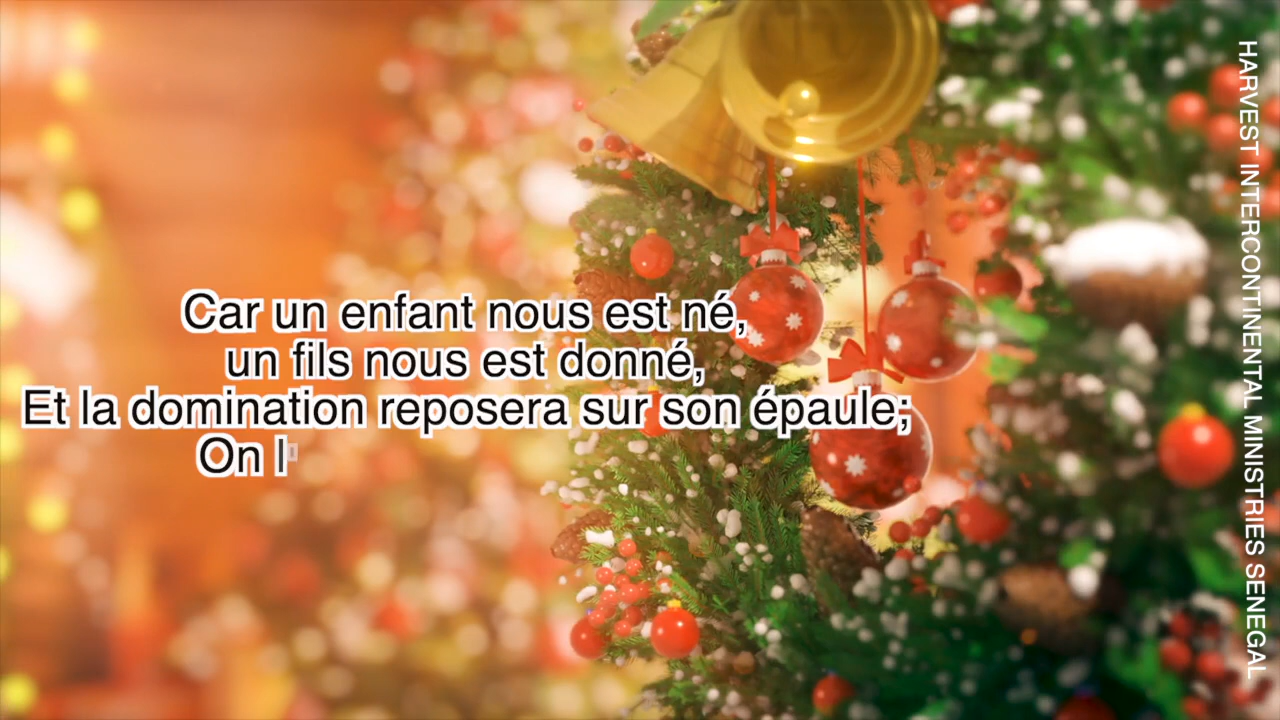 Car un enfant nous est né,
un fils nous est donné,
Et la domination reposera sur son épaule;
On l'
HARVEST INTERCONTINENTAL MINISTRIES SENEGAL